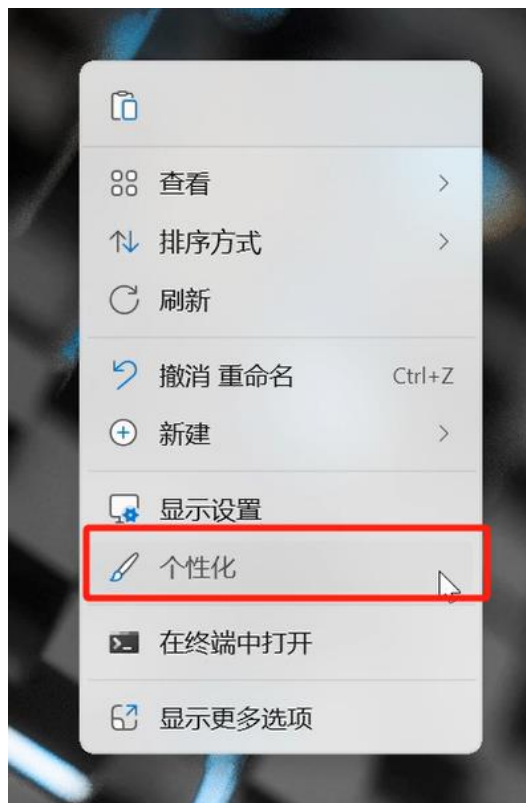 查看
排序方式
刷新
撤消 重命名 Ctrl+Z
新建
显示设置
个性化
在终端中打开
显示更多选项